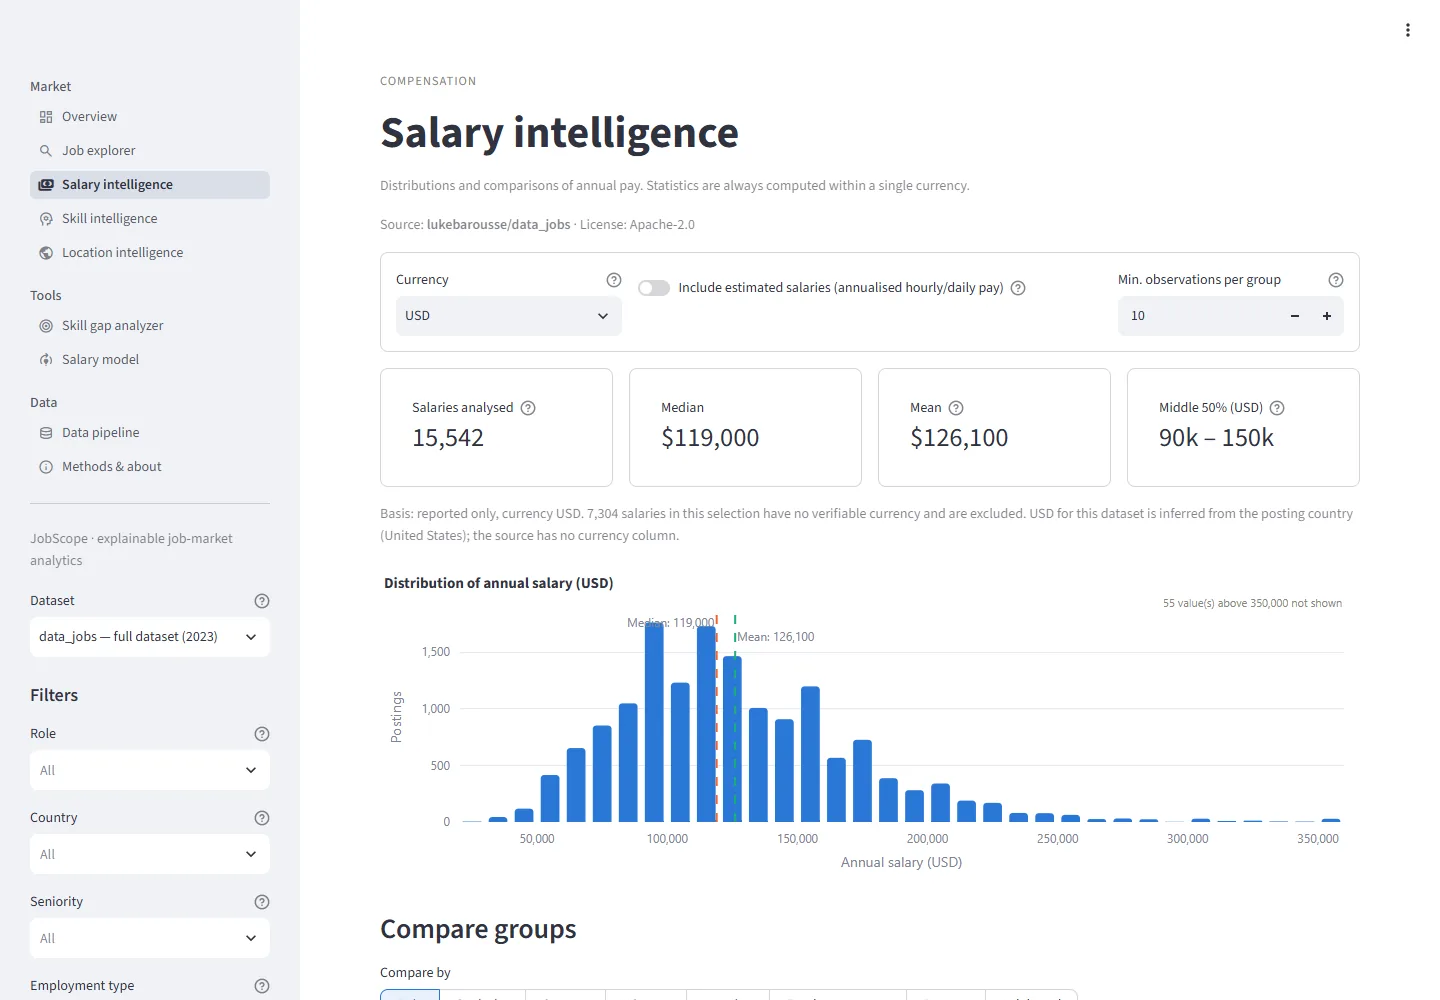 Market
Overview
Job explorer
Salary intelligence
Skill intelligence
Location intelligence
Tools
Skill gap analyzer
Salary model
Data
Data pipeline
Methods & about
JobScope · explainable job-market
analytics
Dataset
data_jobs — full dataset (2023)
Filters
Role
All
Country
All
Seniority
All
Employment type
COMPENSATION
Salary intelligence
Distributions and comparisons of annual pay. Statistics are always computed within a single currency.
Source: lukebarousse/data_jobs · License: Apache-2.0
Currency
USD
Include estimated salaries (annualised hourly/daily pay)
Min. observations per group
10
Salaries analysed
15,542
Median
$119,000
Mean
$126,100
Middle 50% (USD)
90k – 150k
Basis: reported only, currency USD. 7,304 salaries in this selection have no verifiable currency and are excluded. USD for this dataset is inferred from the posting country
(United States); the source has no currency column.
Distribution of annual salary (USD)
55 value(s) above 350,000 not shown
Median: 119,000
Mean: 126,100
1,500
1,000
500
0
Postings
50,000
100,000
150,000
200,000
250,000
300,000
350,000
Annual salary (USD)
Compare groups
Compare by